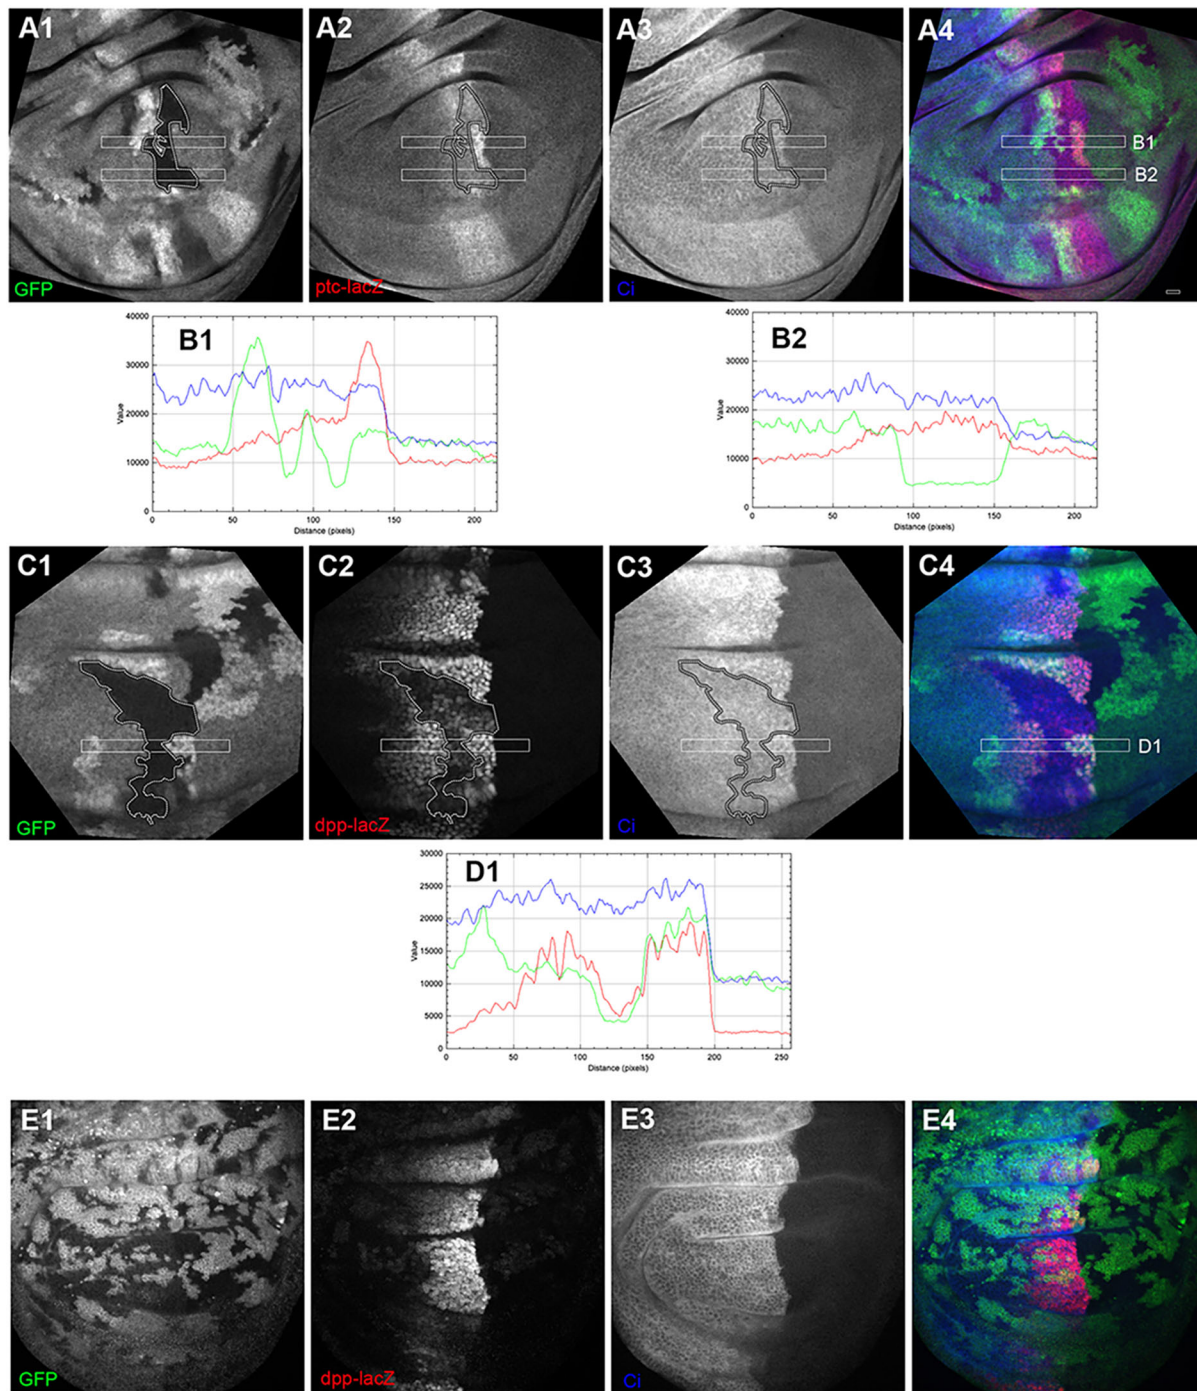 A1 A2 A3 A4
B1
B2
GFP ptc-lacZ Ci
B1 B2
40000
30000
20000
10000
0
Value
0 50 100 150 200
Distance (pixels)
40000
30000
20000
10000
0
Value
0 50 100 150 200
Distance (pixels)
C1 C2 C3 C4
D1
GFP dpp-lacZ Ci
D1
30000
25000
20000
15000
10000
5000
0
Value
0 50 100 150 200 250
Distance (pixels)
E1 E2 E3 E4
GFP dpp-lacZ Ci